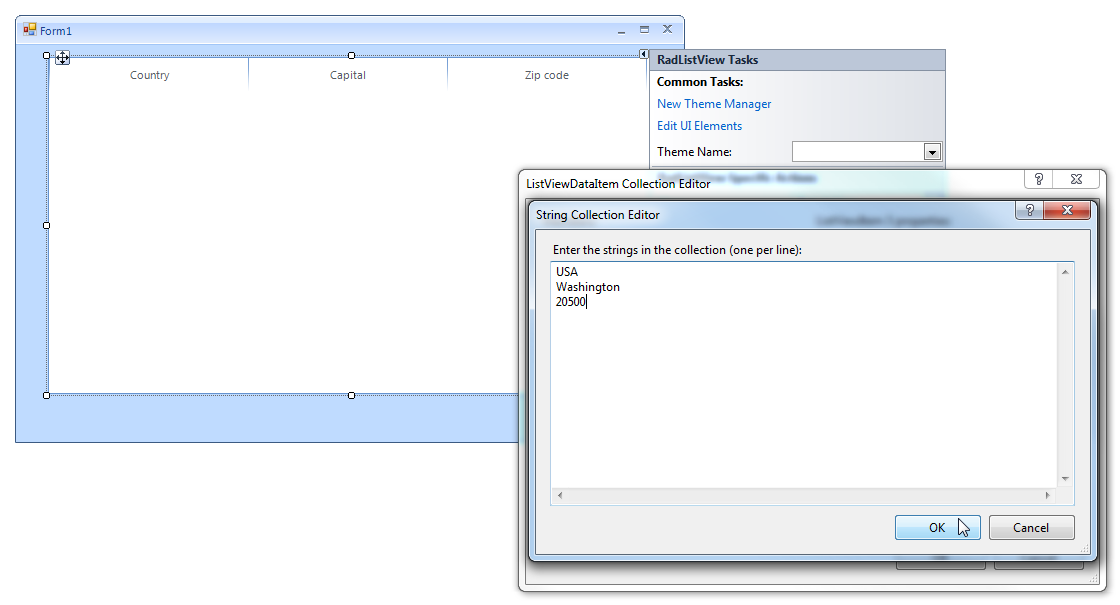 Form1
Country
Capital
Zip code
RadListView Tasks
Common Tasks:
New Theme Manager
Edit UI Elements
Theme Name:
ListViewDataItem Collection Editor
String Collection Editor
Enter the strings in the collection (one per line):
USA
Washington
20500
OK
Cancel